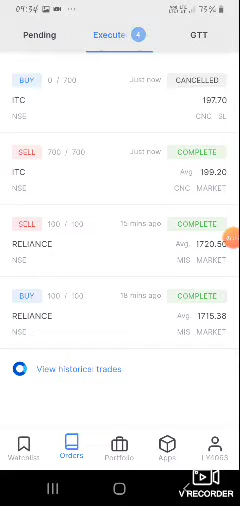 09:34 73%
Pending Execute 4 GTT
BUY 0 / 700 Just now CANCELLED
ITC 197.70
NSE CNC SL
SELL 700 / 700 Just now COMPLETE
ITC Avg. 199.20
NSE CNC MARKET
SELL 100 / 100 15 mins ago COMPLETE
RELIANCE Avg. 1720.50
NSE MIS MARKET
BUY 100 / 100 18 mins ago COMPLETE
RELIANCE Avg. 1715.38
NSE MIS MARKET
View historical trades
Watchlist Orders Portfolio Apps LY4063
VRECORDER